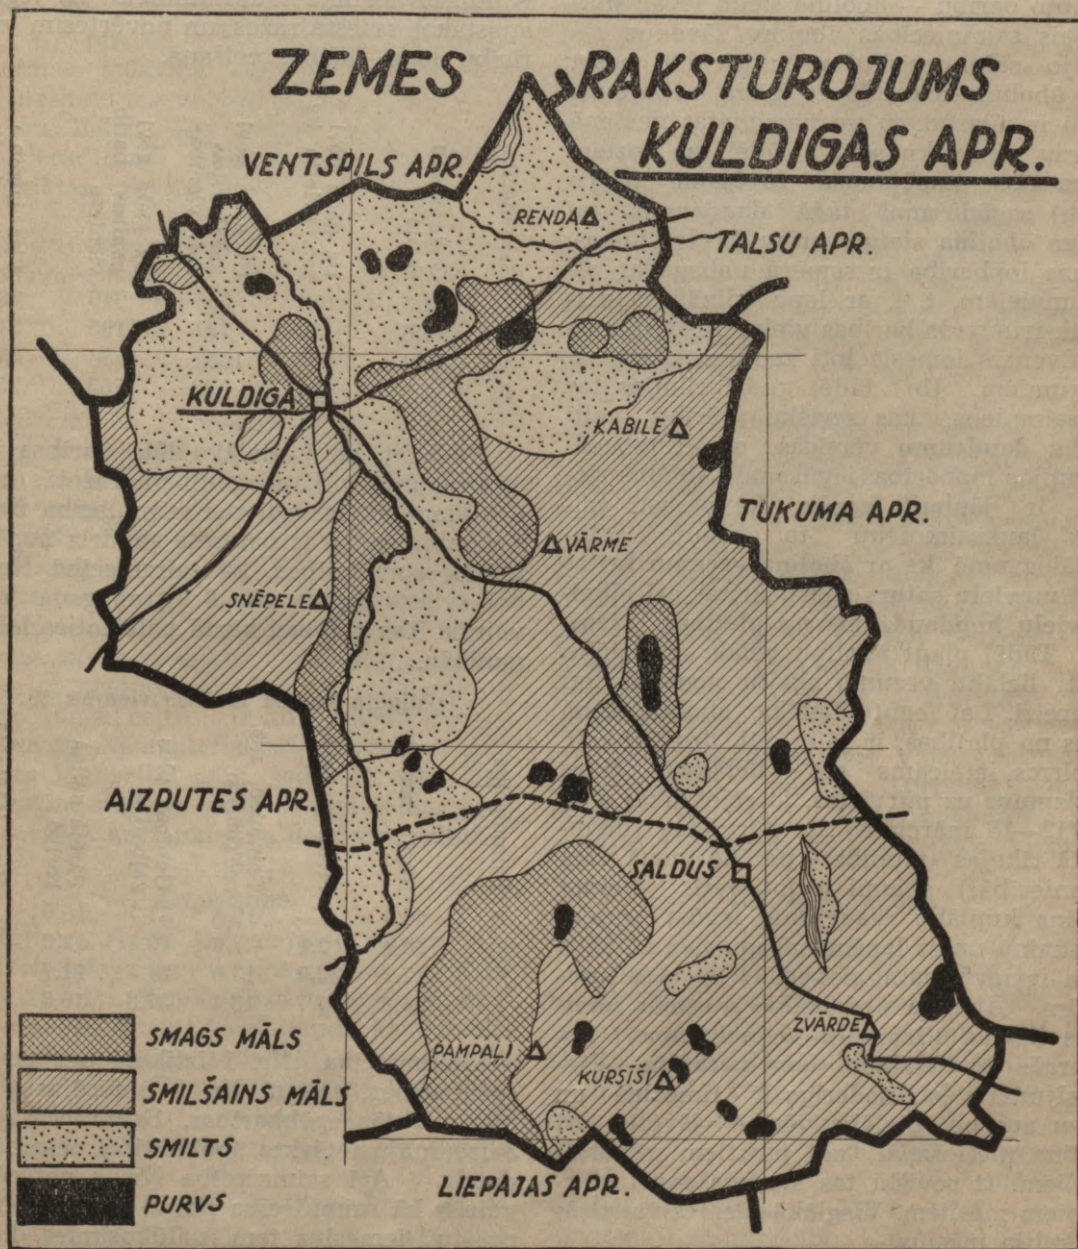 ZEMES RAKSTUROJUMS
KULDIGAS APR.
VENTSPILS APR.
RENDA
TALSU APR.
KULDIGA
KABILE
TUKUMA APR.
VĀRME
SNĒPELE
AIZPUTES APR.
SALDUS
ZVĀRDE
PAMPAĻI
KURSĪŠI
SMAGS MĀLS
SMILŠAINS MĀLS
SMILTS
PURVS
LIEPAJAS APR.